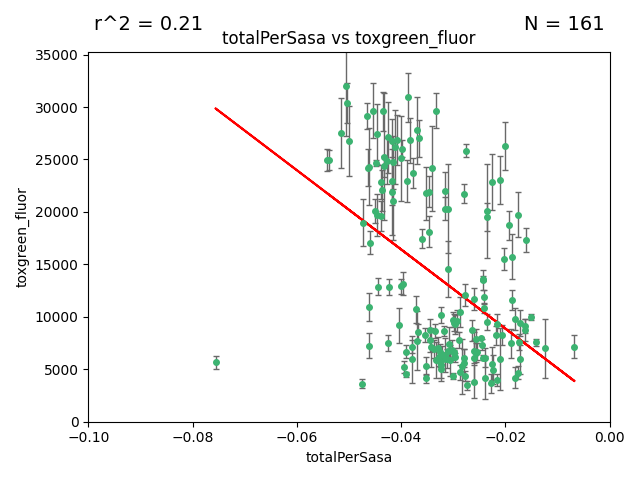 r^2 = 0.21
N = 161
totalPerSasa vs toxgreen_fluor
35000
30000
25000
20000
15000
10000
5000
0
toxgreen_fluor
−0.10
−0.08
−0.06
−0.04
−0.02
0.00
totalPerSasa